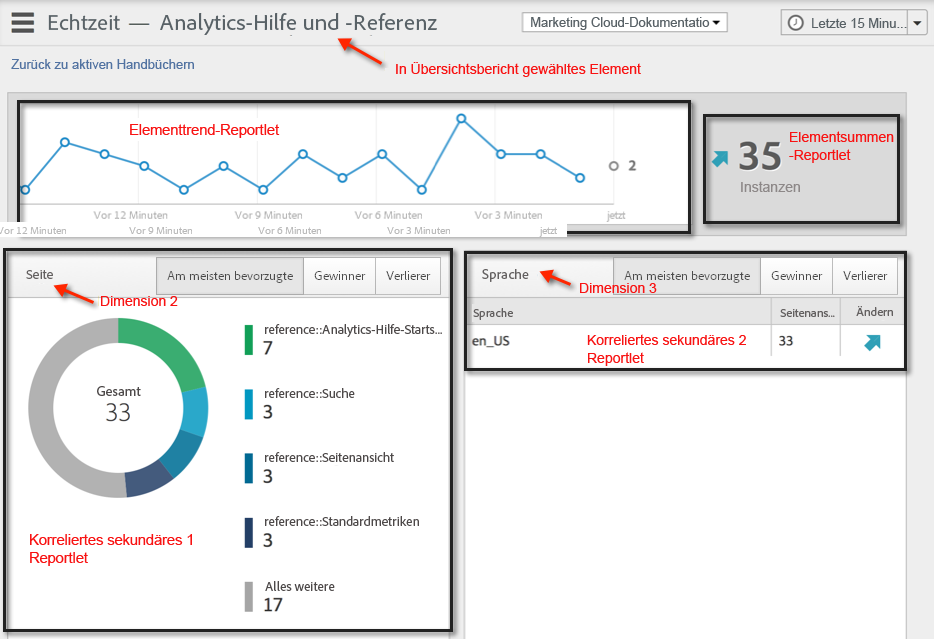 Echtzeit — Analytics-Hilfe und -Referenz
Marketing Cloud-Dokumentatio
Letzte 15 Minu...
Zurück zu aktiven Handbüchern
In Übersichtsbericht gewähltes Element
Elementtrend-Reportlet
2
Vor 12 Minuten Vor 9 Minuten Vor 6 Minuten Vor 3 Minuten jetzt
Vor 12 Minuten Vor 9 Minuten Vor 6 Minuten Vor 3 Minuten jetzt
35
Instanzen
Elementsummen
-Reportlet
Seite
Am meisten bevorzugte Gewinner Verlierer
Dimension 2
Gesamt
33
reference::Analytics-Hilfe-Starts...
7
reference::Suche
3
reference::Seitenansicht
3
reference::Standardmetriken
3
Alles weitere
17
Korreliertes sekundäres 1
Reportlet
Sprache
Am meisten bevorzugte Gewinner Verlierer
Dimension 3
Sprache Seitenans... Ändern
en_US 33
Korreliertes sekundäres 2
Reportlet